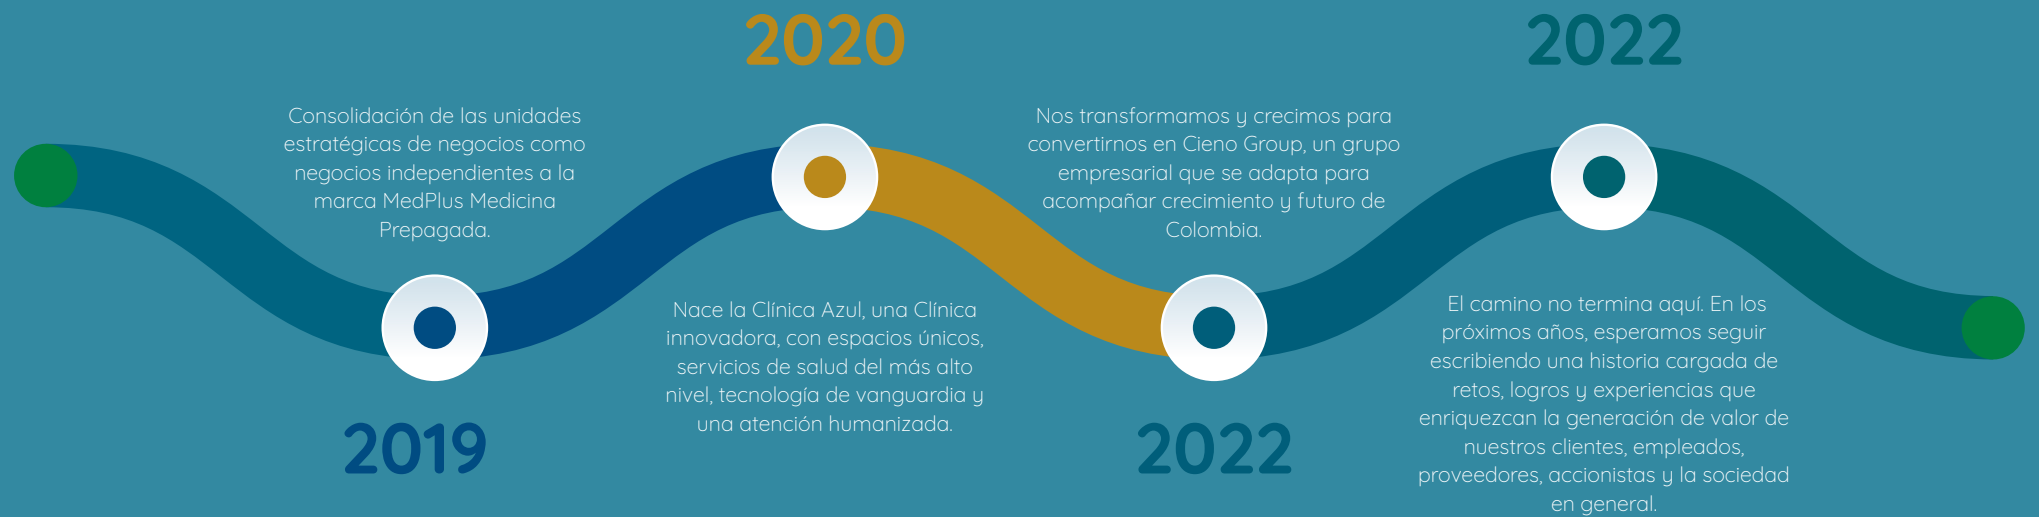 2019
Consolidación de las unidades
estratégicas de negocios como
negocios independientes a la
marca MedPlus Medicina
Prepagada.
2020
Nace la Clínica Azul, una Clínica
innovadora, con espacios únicos,
servicios de salud del más alto
nivel, tecnología de vanguardia y
una atención humanizada.
2022
Nos transformamos y crecimos para
convertirnos en Cieno Group, un grupo
empresarial que se adapta para
acompañar crecimiento y futuro de
Colombia.
2022
El camino no termina aquí. En los
próximos años, esperamos seguir
escribiendo una historia cargada de
retos, logros y experiencias que
enriquezcan la generación de valor de
nuestros clientes, empleados,
proveedores, accionistas y la sociedad
en general.